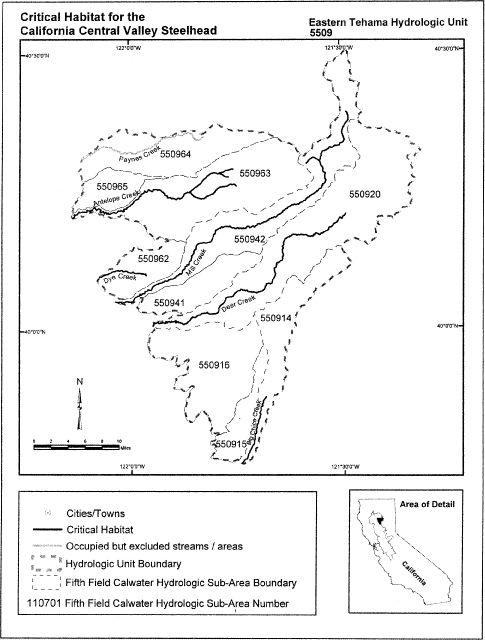 Critical Habitat for the
California Central Valley Steelhead
Eastern Tehama Hydrologic Unit
5509
122°0'0"W
121°30'0"W
40°30'0"N
40°30'0"N
Paynes Creek
550964
550963
550965
Antelope Creek
550920
550942
550962
Mill Creek
Dye Creek
550941
Deer Creek
550914
40°0'0"N
40°0'0"N
550916
N
Big Chico Creek
550915
0 2 4 6 8 10
Miles
122°0'0"W
121°30'0"W
Cities/Towns
Critical Habitat
Occupied but excluded streams / areas
Hydrologic Unit Boundary
Fifth Field Calwater Hydrologic Sub-Area Boundary
110701 Fifth Field Calwater Hydrologic Sub-Area Number
Area of Detail
California